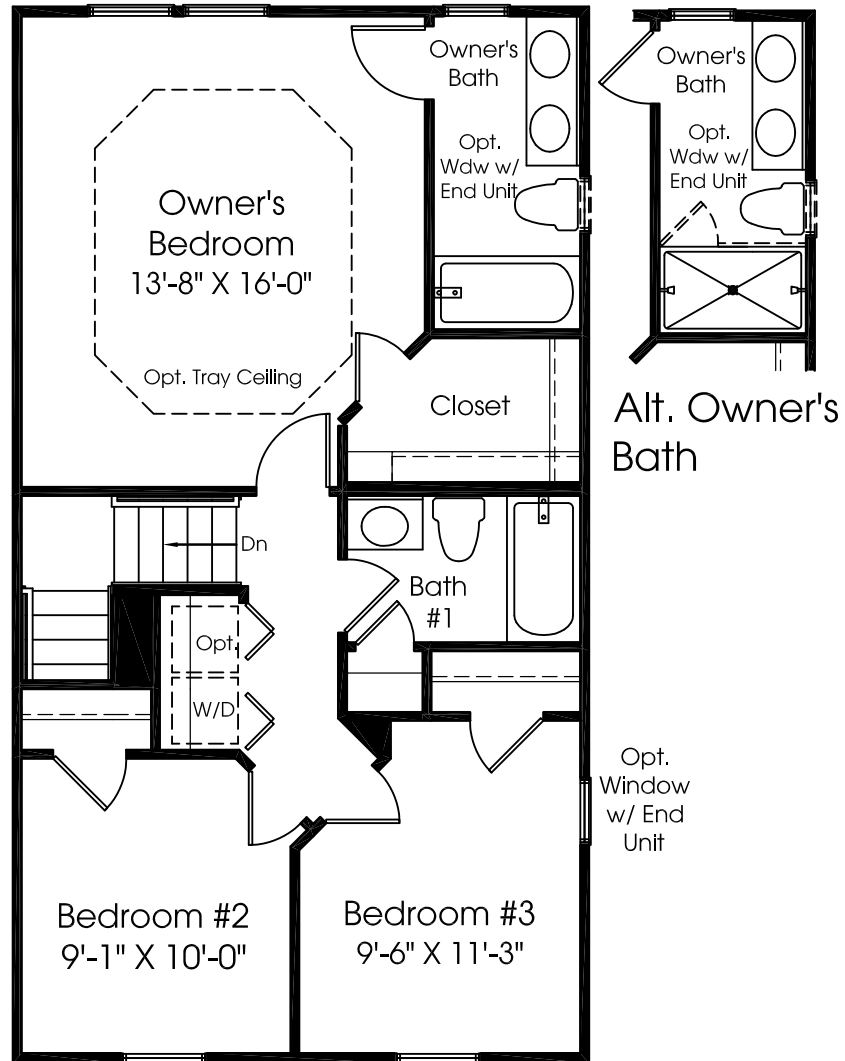 Owner's
Bath
Opt.
Wdw w/
End Unit
Owner's
Bedroom
13'-8" X 16'-0"
Opt. Tray Ceiling
Closet
Owner's
Bath
Opt.
Wdw w/
End Unit
Alt. Owner's
Bath
Dn
Bath
#1
Opt.
W/D
Opt.
Window
w/ End
Unit
Bedroom #2
9'-1" X 10'-0"
Bedroom #3
9'-6" X 11'-3"